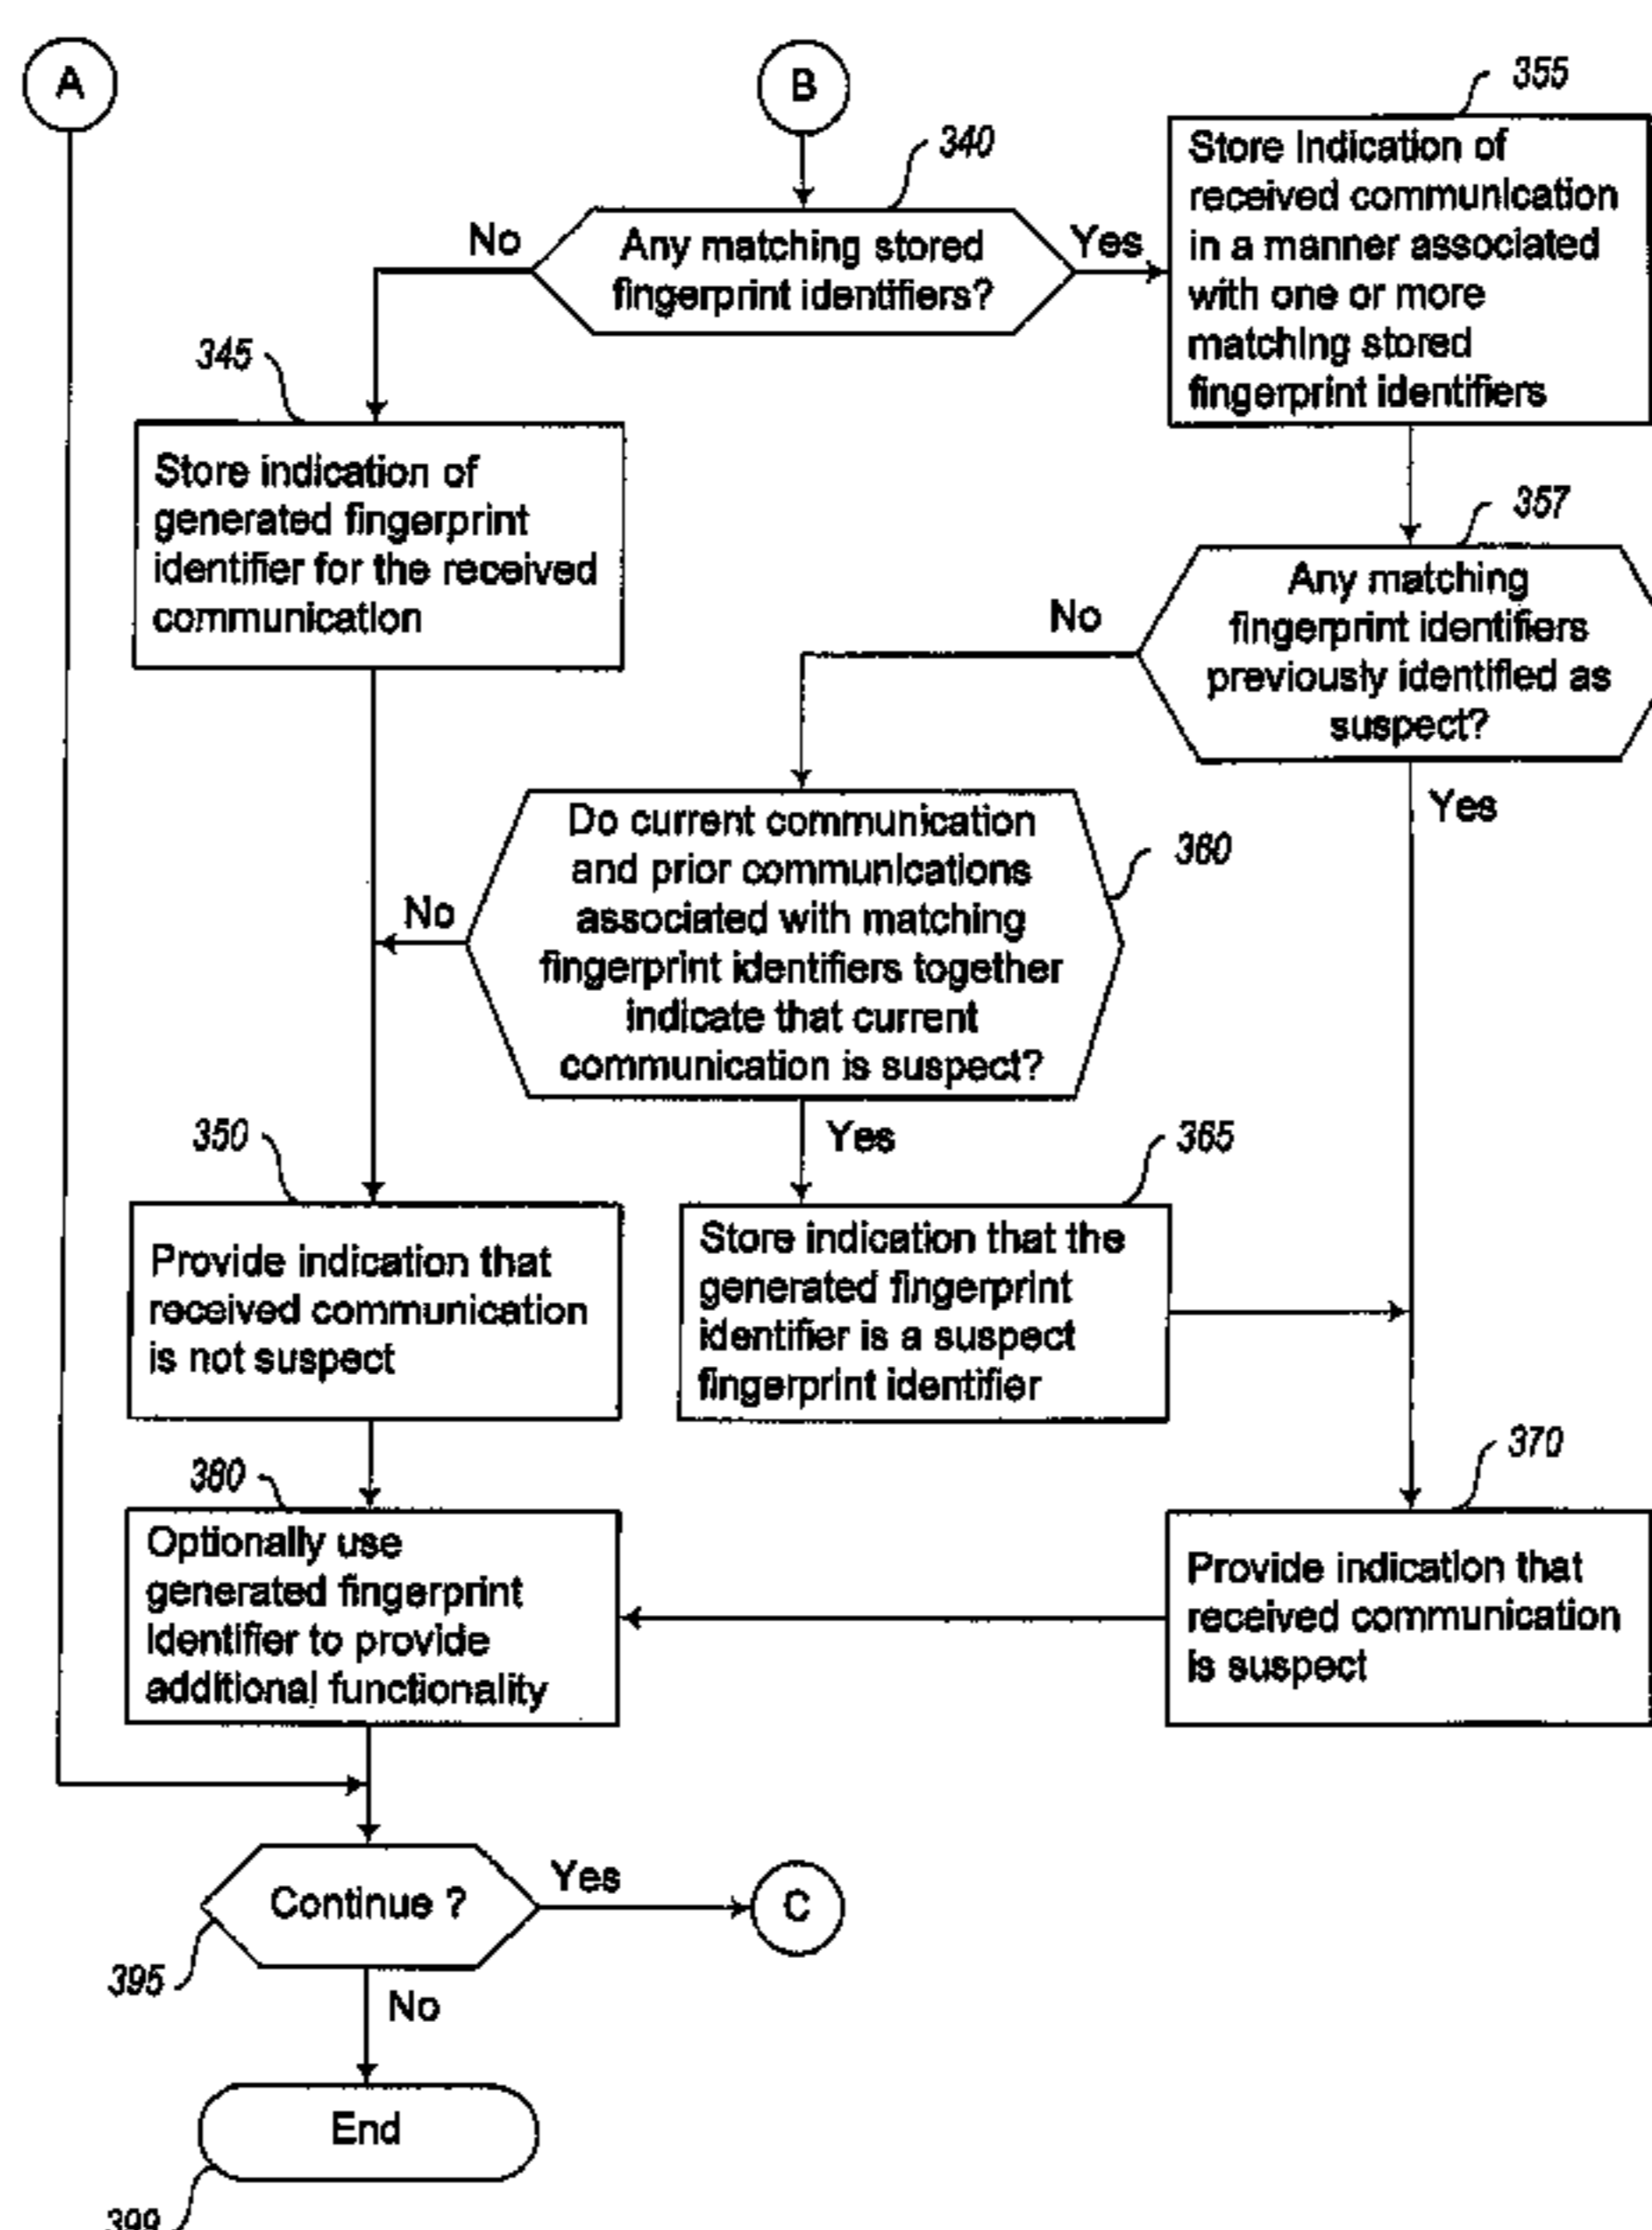 A
B
340
355
Any matching stored
fingerprint identifiers?
No
Yes
Store Indication of
received communication
in a manner associated
with one or more
matching stored
fingerprint identifiers
345
Store indication of
generated fingerprint
identifier for the received
communication
357
Any matching
fingerprint identifiers
previously identified as
suspect?
No
Yes
360
Do current communication
and prior communications
associated with matching
fingerprint identifiers together
indicate that current
communication is suspect?
No
Yes
350
Provide indication that
received communication
is not suspect
365
Store indication that the
generated fingerprint
identifier is a suspect
fingerprint identifier
370
Provide indication that
received communication
is suspect
380
Optionally use
generated fingerprint
identifier to provide
additional functionality
Continue ?
Yes
C
395
No
End
399